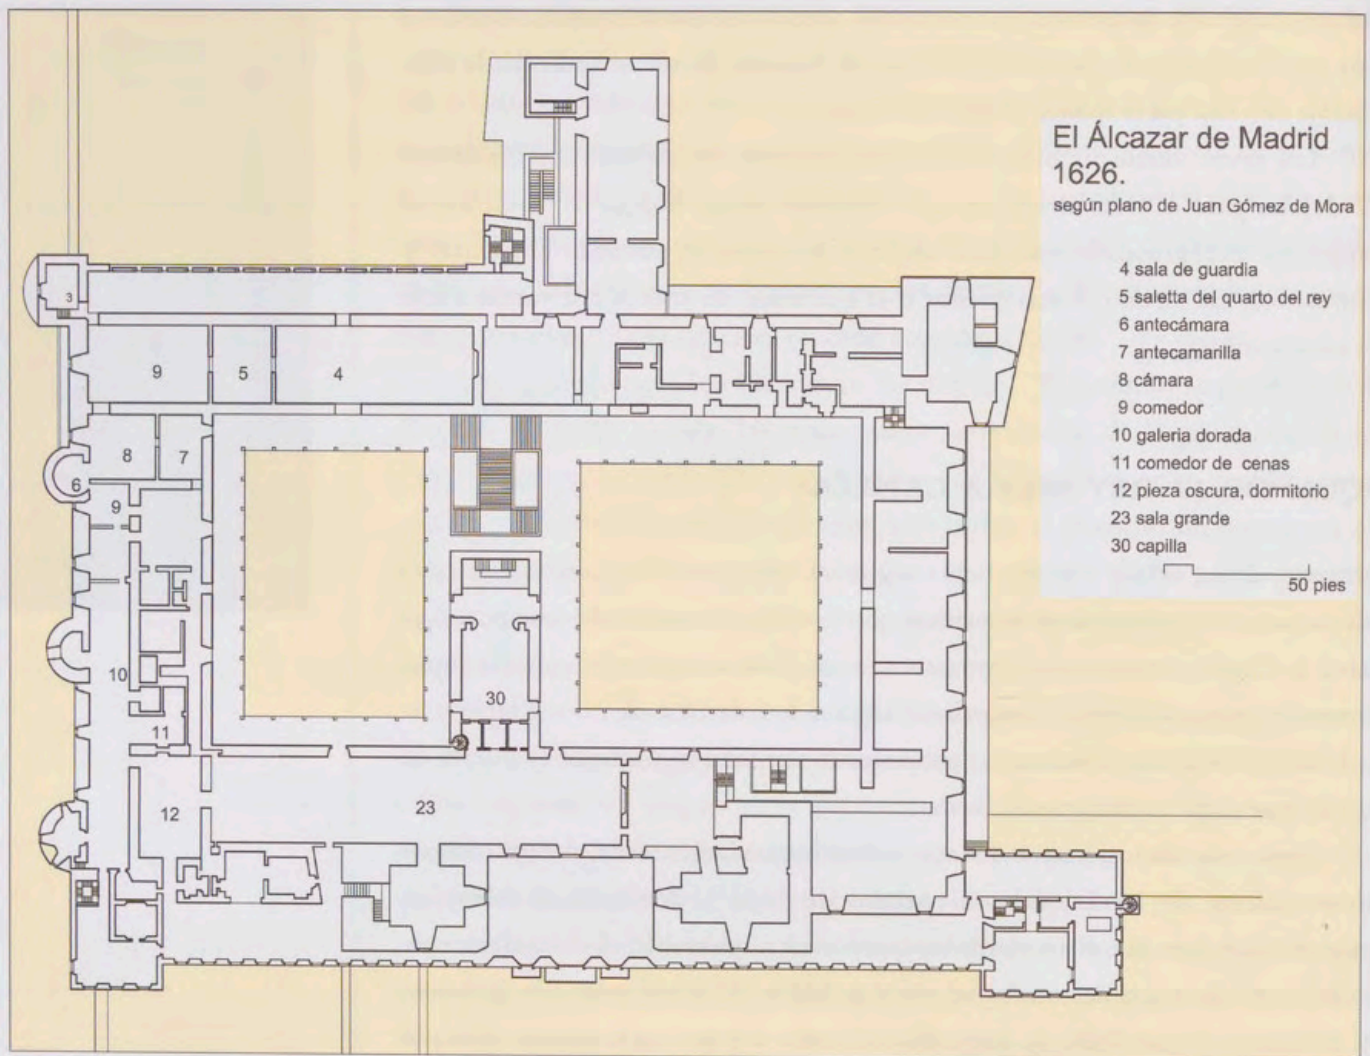 El Álcazar de Madrid
1626.
según plano de Juan Gómez de Mora
4 sala de guardia
5 saletta del quarto del rey
6 antecámara
7 antecamarilla
8 cámara
9 comedor
10 galeria dorada
11 comedor de cenas
12 pieza oscura, dormitorio
23 sala grande
30 capilla
50 pies
3
9
5
4
8
7
6
9
10
30
11
12
23